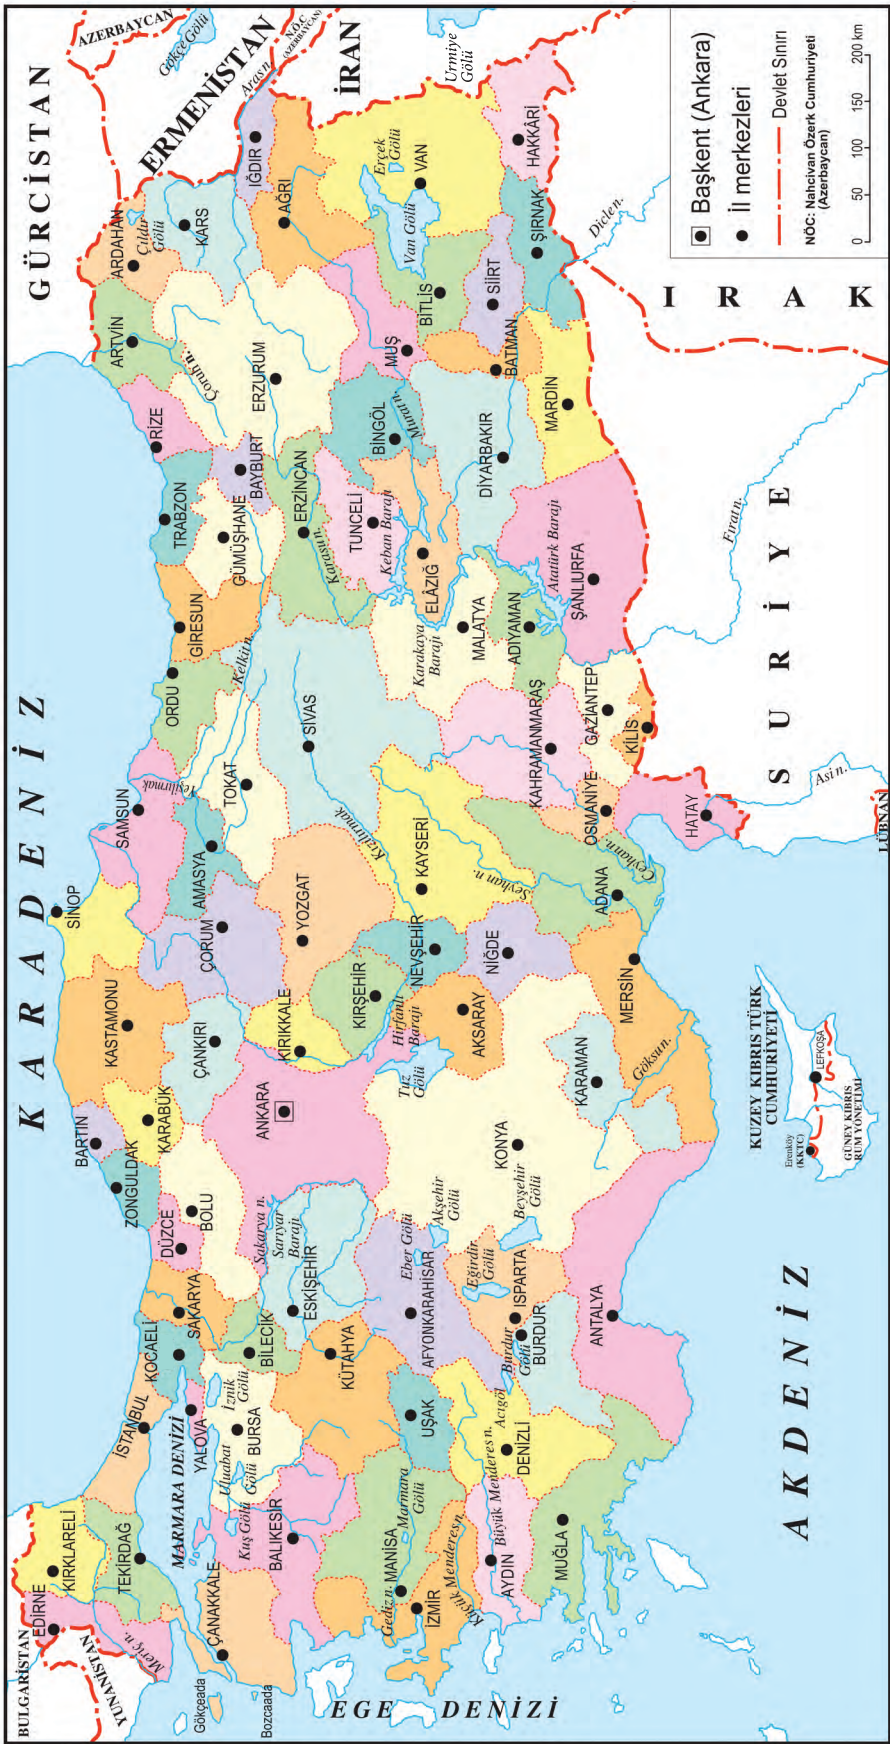 BULGARİSTAN
YUNANİSTAN
GÜRCİSTAN
ERMENİSTAN
AZERBAYCAN
N.Ö.C
(AZERBAYCAN)
İRAN
I R A K
S U R İ Y E
LÜBNAN
K A R A D E N İ Z
MARMARA DENİZİ
EGE DENİZİ
A K D E N İ Z
Gökçeada
Bozcaada
EDİRNE
KIRKLARELİ
TEKİRDAĞ
Meriç n.
ÇANAKKALE
İSTANBUL
KOCAELİ
YALOVA
SAKARYA
DÜZCE
BOLU
ZONGULDAK
BARTIN
KARABÜK
KASTAMONU
SİNOP
SAMSUN
ÇANKIRI
ÇORUM
AMASYA
TOKAT
Yeşilırmak
ORDU
GİRESUN
Kelkit n.
TRABZON
GÜMÜŞHANE
RİZE
BAYBURT
ARTVİN
Çoruh n.
ARDAHAN
Çıldır
Gölü
KARS
IĞDIR
Aras n.
Gökçe Gölü
AĞRI
ERZURUM
ERZİNCAN
Karasu n.
BALIKESİR
Kuş Gölü
Uluabat
Gölü
BURSA
İznik
Gölü
BİLECİK
ESKİŞEHİR
Sakarya n.
Sarıyar
Barajı
KÜTAHYA
ANKARA
KIRIKKALE
KIRŞEHİR
Hirfanlı
Barajı
YOZGAT
Kızılırmak
SİVAS
TUNCELİ
Keban Barajı
BİNGÖL
Murat n.
MUŞ
ELÂZIĞ
MANİSA
Gediz n.
Marmara
Gölü
İZMİR
Küçük Menderes n.
UŞAK
AFYONKARAHİSAR
Eber Gölü
Akşehir
Gölü
Tuz
Gölü
AKSARAY
NEVŞEHİR
KAYSERİ
MALATYA
Karakaya
Barajı
BİTLİS
Van Gölü
Erçek
Gölü
VAN
Urmiye
Gölü
AYDIN
Büyük Menderes n.
DENİZLİ
Acıgöl
MUĞLA
Burdur
Gölü
BURDUR
ISPARTA
Eğirdir
Gölü
Beyşehir
Gölü
KONYA
KARAMAN
NİĞDE
Seyhan n.
ADANA
Ceyhan n.
KAHRAMANMARAŞ
ADIYAMAN
DİYARBAKIR
BATMAN
SİİRT
ŞIRNAK
HAKKÂRİ
Dicle n.
MARDİN
ŞANLIURFA
Atatürk Barajı
GAZİANTEP
KİLİS
OSMANİYE
HATAY
Asi n.
Fırat n.
MERSİN
Göksu n.
ANTALYA
KUZEY KIBRIS TÜRK
CUMHURİYETİ
Erenköy
(KKTC)
LEFKOŞA
GÜNEY KIBRIS
RUM YÖNETİMİ
Başkent (Ankara)
İl merkezleri
Devlet Sınırı
NÖC: Nahcivan Özerk Cumhuriyeti
(Azerbaycan)
0 50 100 150 200 km